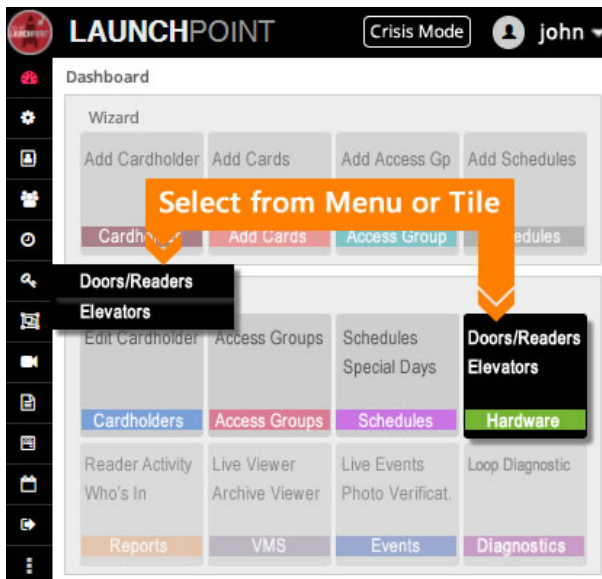 LAUNCHPOINT
Crisis Mode
john
Dashboard
Wizard
Add Cardholder Add Cards Add Access Gp Add Schedules
Select from Menu or Tile
Add Cards Access Group
Doors/Readers
Elevators
Edit Cardholder Access Groups Schedules Doors/Readers
Special Days Elevators
Cardholders Access Groups Schedules Hardware
Reader Activity Live Viewer Live Events Loop Diagnostic
Who's In Archive Viewer Photo Verificat.
Reports VMS Events Diagnostics